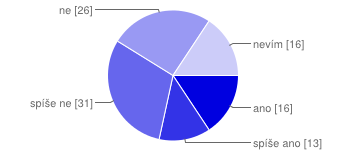 ne [26]
nevím [16]
spíše ne [31]
ano [16]
spíše ano [13]